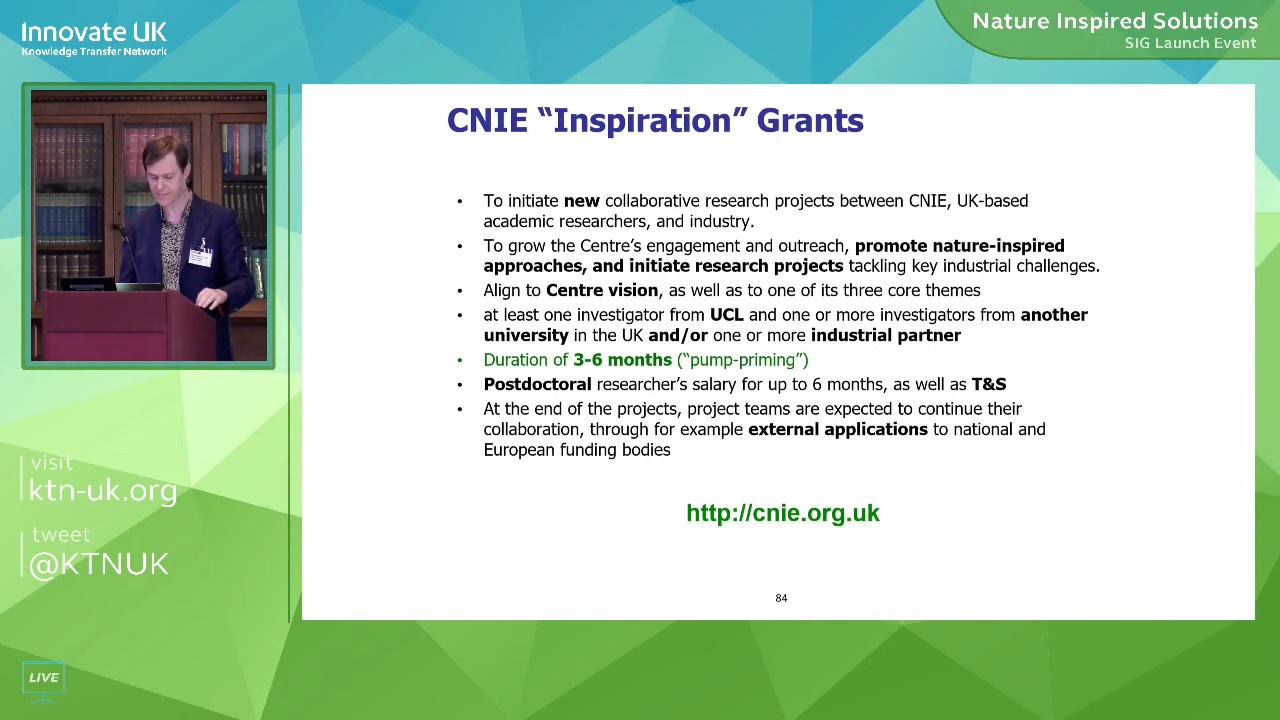 Innovate UK
Knowledge Transfer Network
Nature Inspired Solutions
SIG Launch Event
CNIE “Inspiration” Grants
• To initiate new collaborative research projects between CNIE, UK-based
academic researchers, and industry.
• To grow the Centre’s engagement and outreach, promote nature-inspired
approaches, and initiate research projects tackling key industrial challenges.
• Align to Centre vision, as well as to one of its three core themes
• at least one investigator from UCL and one or more investigators from another
university in the UK and/or one or more industrial partner
• Duration of 3-6 months (“pump-priming”)
• Postdoctoral researcher’s salary for up to 6 months, as well as T&S
• At the end of the projects, project teams are expected to continue their
collaboration, through for example external applications to national and
European funding bodies
http://cnie.org.uk
84
visit
ktn-uk.org
tweet
@KTNUK
LIVE